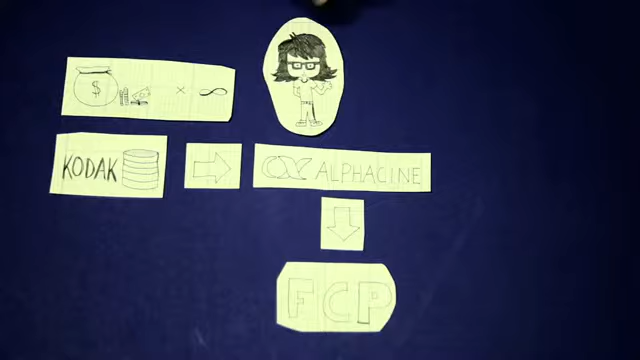 $ × ∞
KODAK
ALPHACINE
FCP